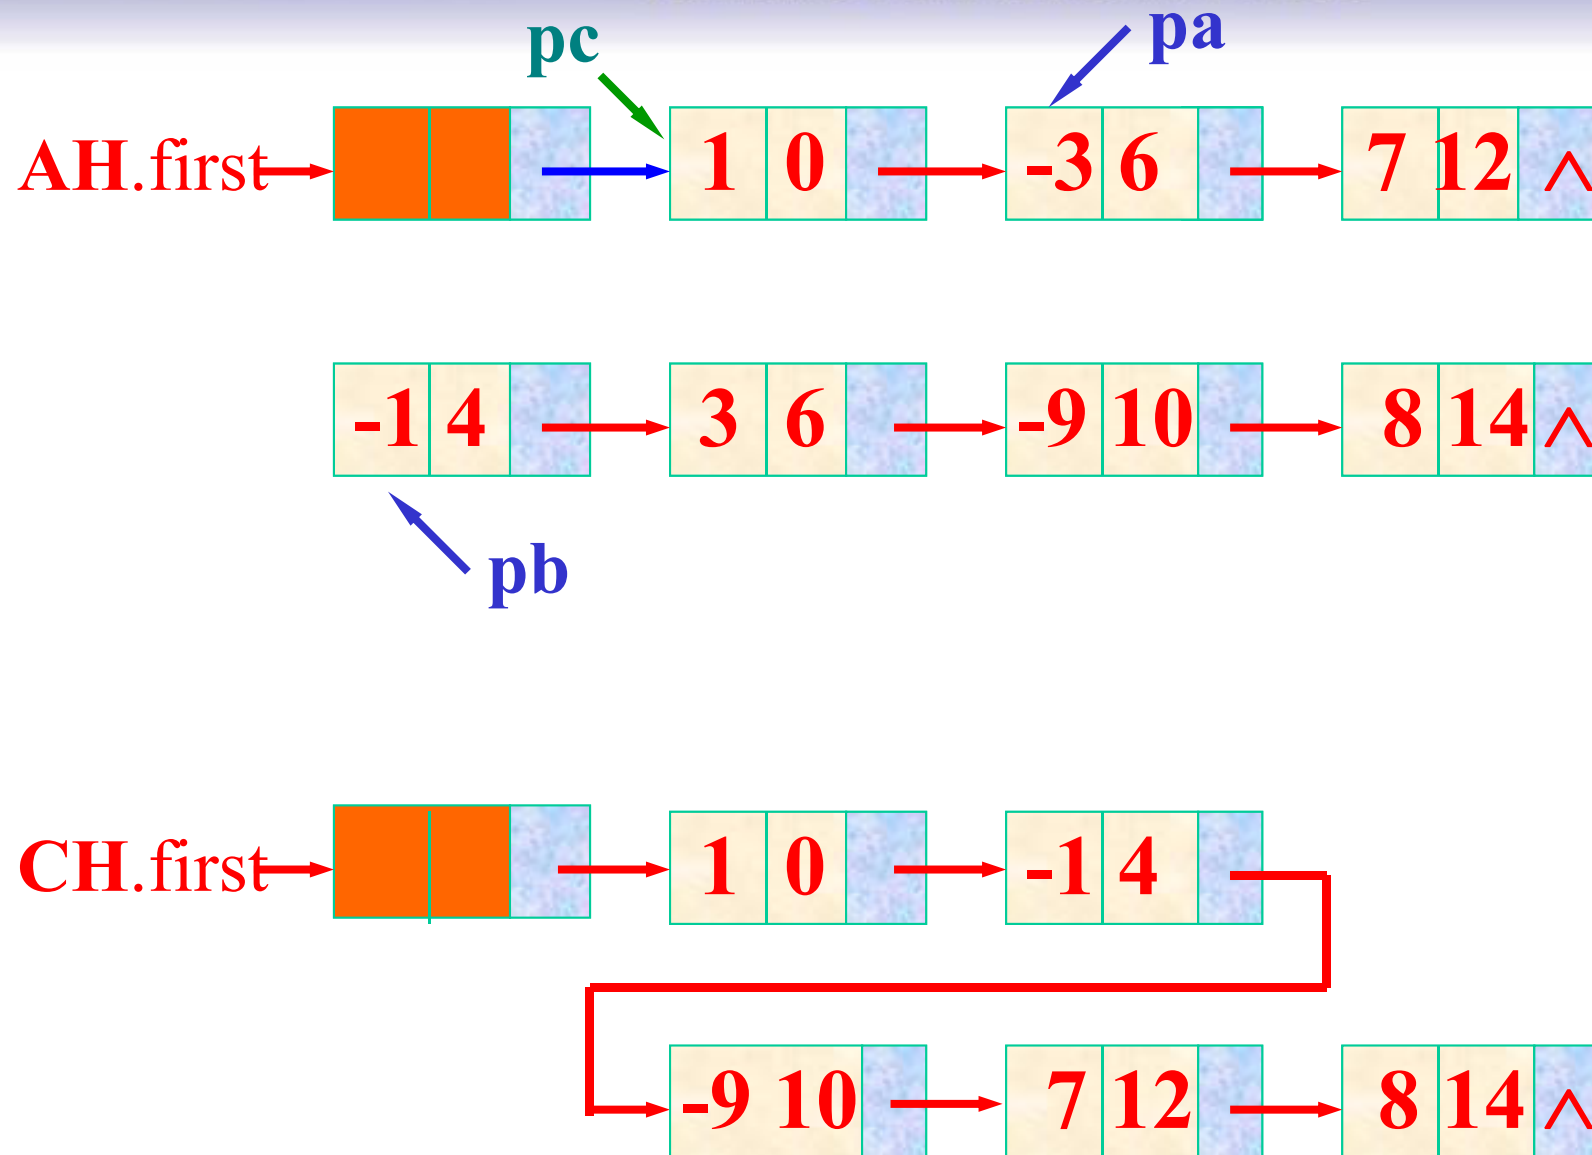 pc pa
AH.first 1 0 -3 6 7 12 ∧
-1 4 3 6 -9 10 8 14 ∧
pb
CH.first 1 0 -1 4
-9 10 7 12 8 14 ∧